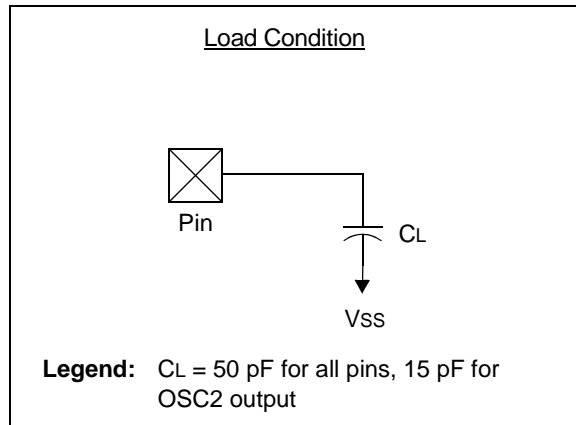 Load Condition
Pin
CL
VSS
Legend: CL = 50 pF for all pins, 15 pF for
OSC2 output